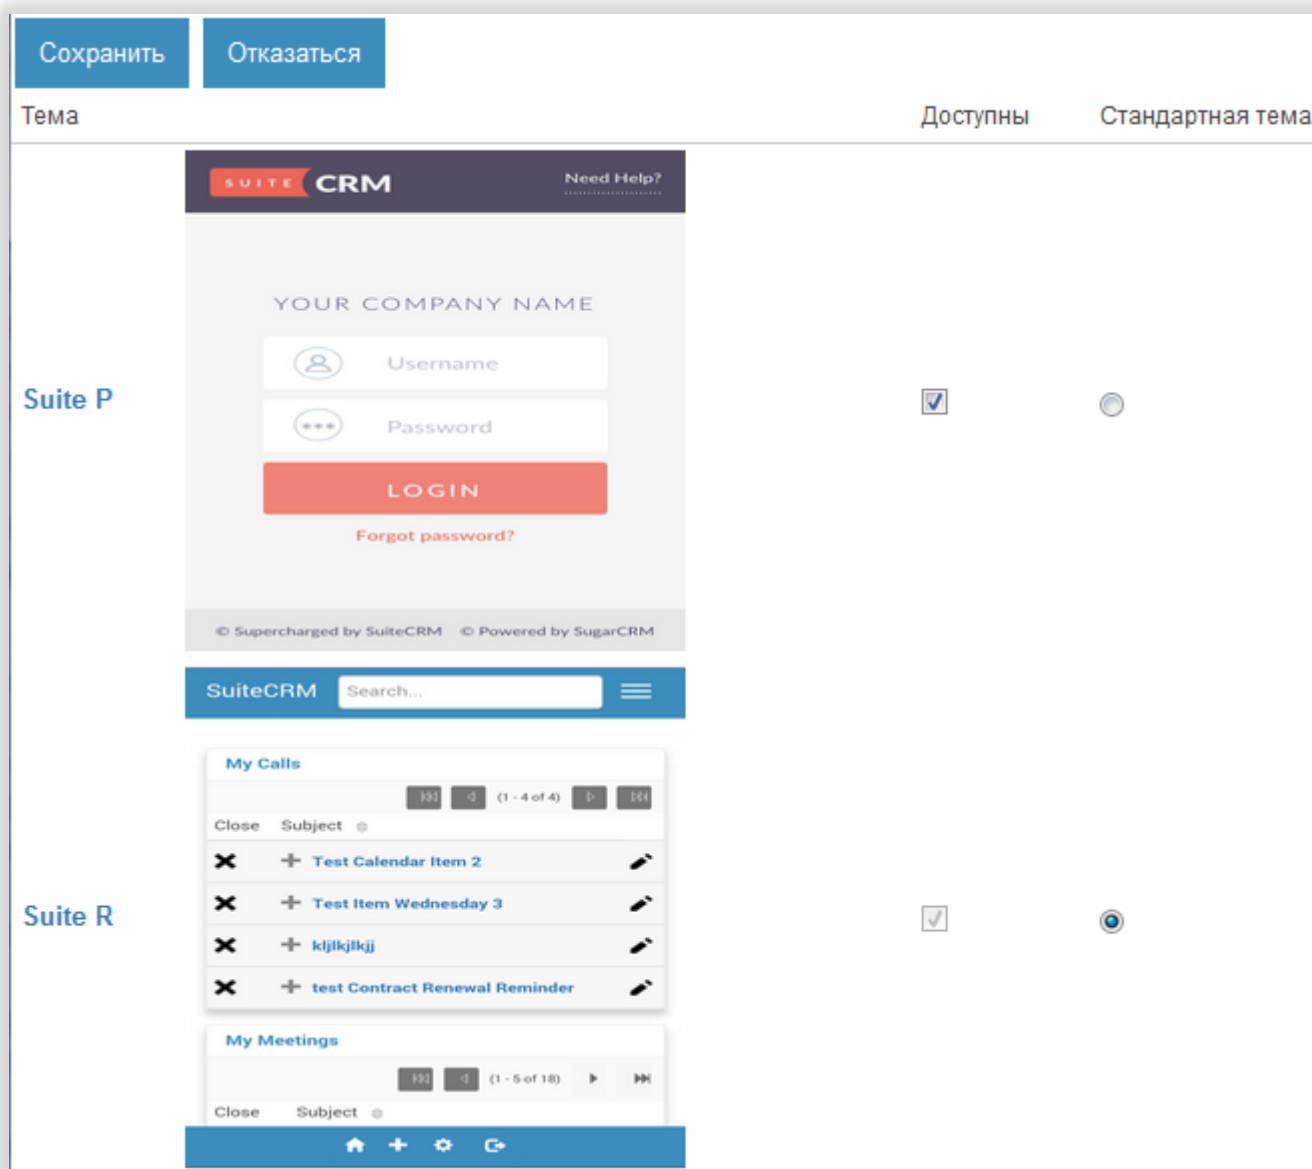 Сохранить Отказаться
Тема Доступны Стандартная тема
SUITE CRM Need Help?
YOUR COMPANY NAME
Username
Suite P
Password
LOGIN
Forgot password?
© Supercharged by SuiteCRM © Powered by SugarCRM
SuiteCRM Search...
My Calls
(1 - 4 of 4)
Close Subject
Test Calendar Item 2
Test Item Wednesday 3
Suite R
kljlkjlkjj
test Contract Renewal Reminder
My Meetings
(1 - 5 of 18)
Close Subject